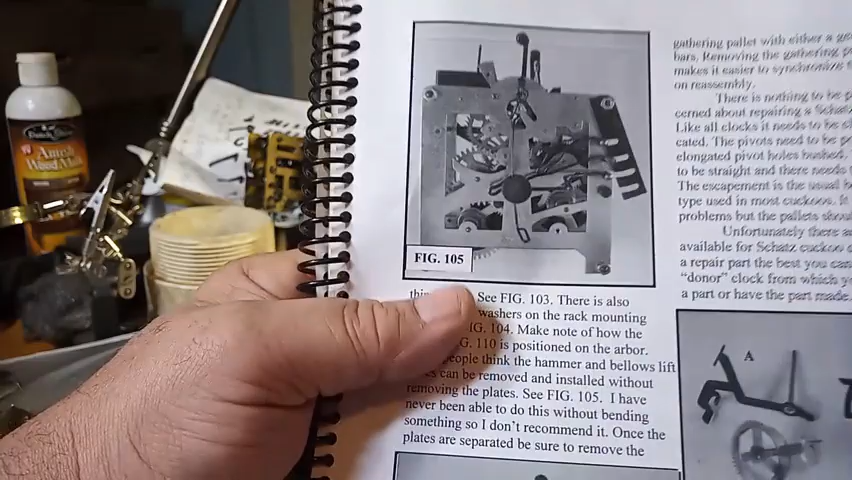 Amish
Wood Milk
FIG. 105
See FIG. 103. There is also
washers on the rack mounting
FIG. 104. Make note of how the
110 is positioned on the arbor.
people think the hammer and bellows lift
can be removed and installed without
removing the plates. See FIG. 105. I have
never been able to do this without bending
something so I don't recommend it. Once the
plates are separated be sure to remove the
gathering pallet with either a
bars. Removing the gathering
makes it easier to synchronize
on reassembly.
There is nothing to be
cerned about repairing a Schatz
Like all clocks it needs to be
cated. The pivots need to be
elongated pivot holes bushed.
to be straight and there needs
The escapement is the usual
type used in most cuckoos. It
problems but the pallets
Unfortunately there
available for Schatz cuckoo
a repair part the best you can
"donor" clock from which
a part or have the part made.
A